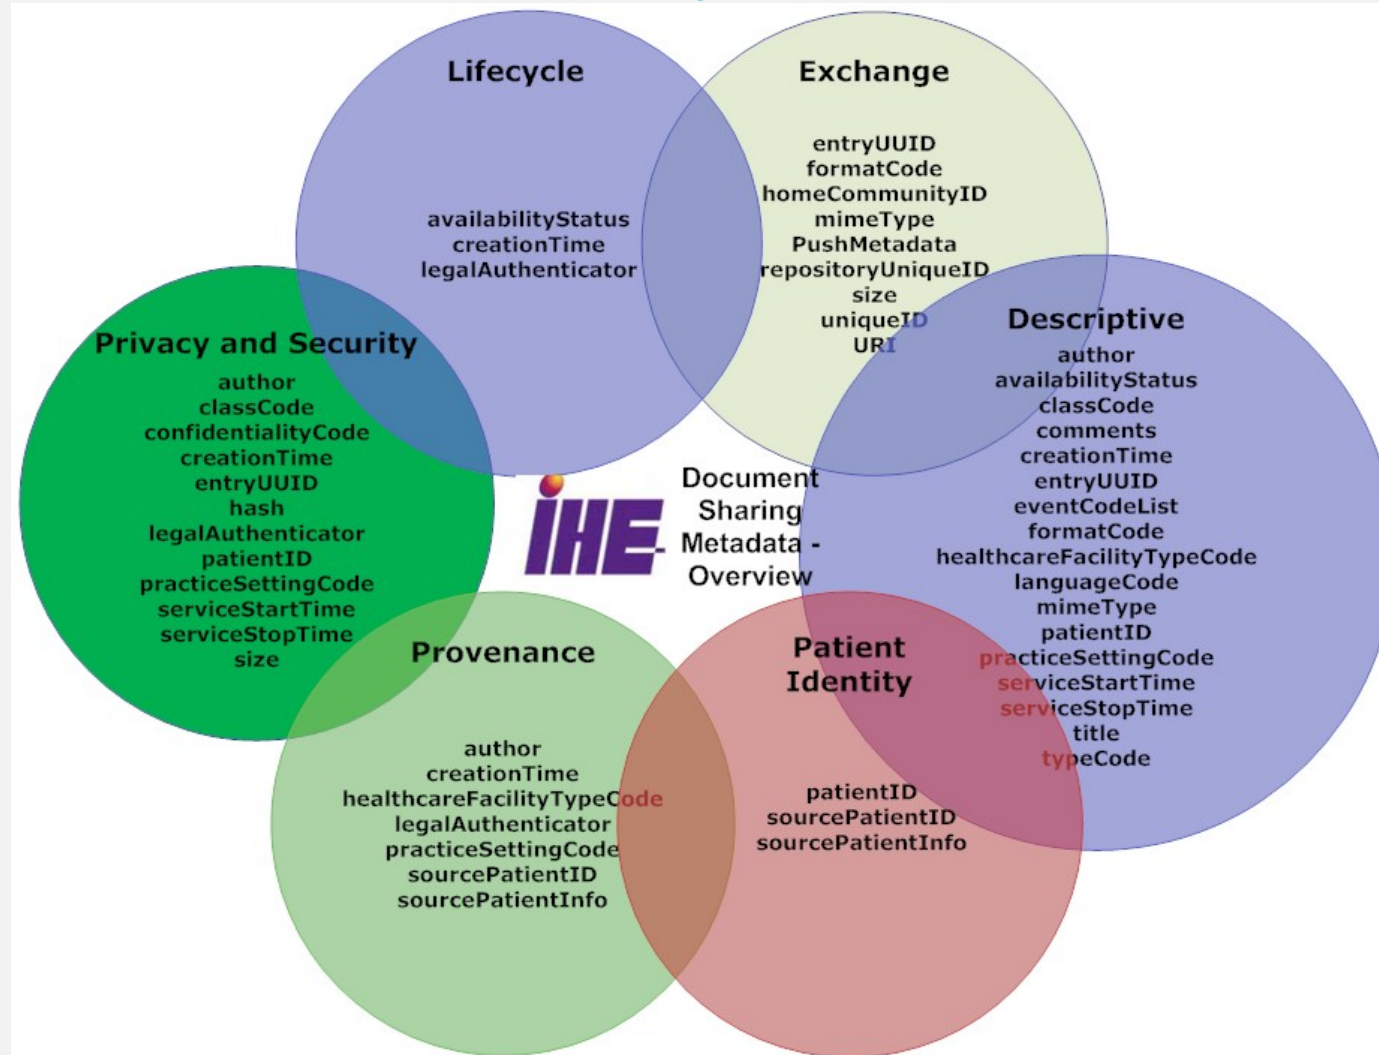 Lifecycle
availabilityStatus
creationTime
legalAuthenticator
Exchange
entryUUID
formatCode
homeCommunityID
mimeType
PushMetadata
repositoryUniqueID
size
uniqueID
URI
Privacy and Security
author
classCode
confidentialityCode
creationTime
entryUUID
hash
legalAuthenticator
patientID
practiceSettingCode
serviceStartTime
serviceStopTime
size
IHE
Document
Sharing
Metadata -
Overview
Descriptive
author
availabilityStatus
classCode
comments
creationTime
entryUUID
eventCodeList
formatCode
healthcareFacilityTypeCode
languageCode
mimeType
patientID
practiceSettingCode
serviceStartTime
serviceStopTime
title
typeCode
Provenance
author
creationTime
healthcareFacilityTypeCode
legalAuthenticator
practiceSettingCode
sourcePatientID
sourcePatientInfo
Patient
Identity
patientID
sourcePatientID
sourcePatientInfo